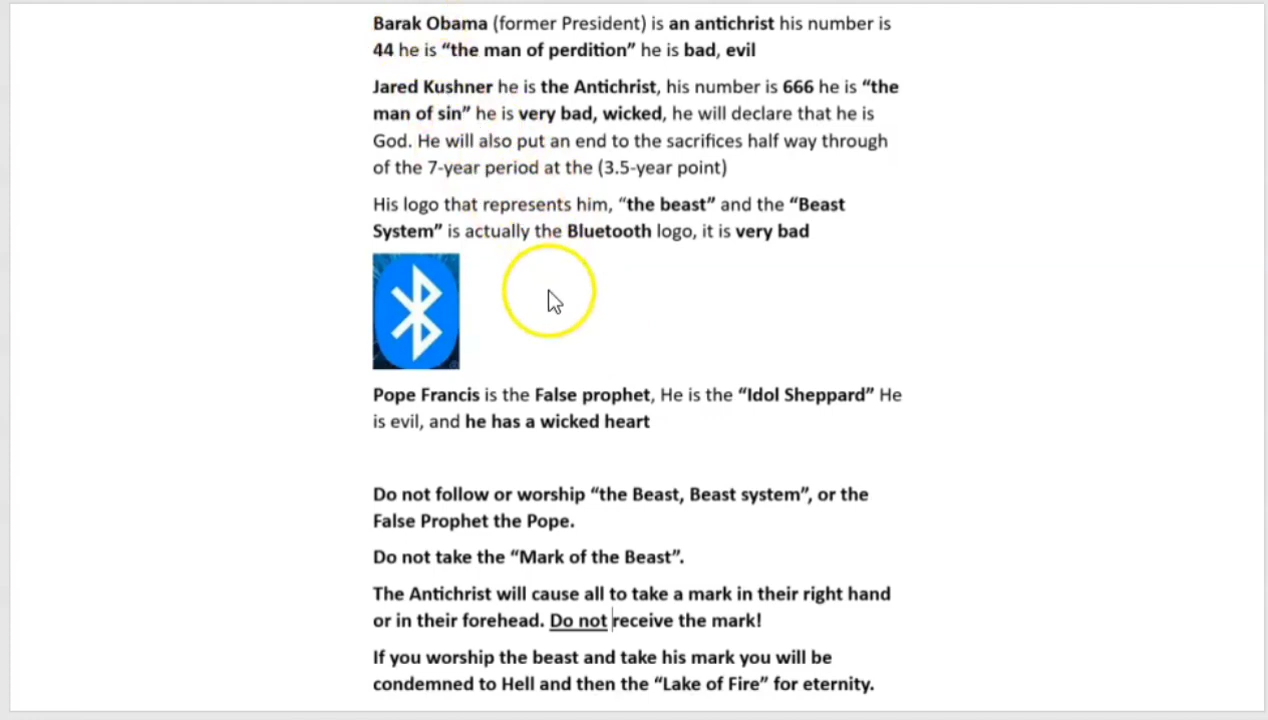 Barak Obama (former President) is an antichrist his number is
44 he is “the man of perdition” he is bad, evil
Jared Kushner he is the Antichrist, his number is 666 he is “the
man of sin” he is very bad, wicked, he will declare that he is
God. He will also put an end to the sacrifices half way through
of the 7-year period at the (3.5-year point)
His logo that represents him, “the beast” and the “Beast
System” is actually the Bluetooth logo, it is very bad
Pope Francis is the False prophet, He is the “Idol Sheppard” He
is evil, and he has a wicked heart
Do not follow or worship “the Beast, Beast system”, or the
False Prophet the Pope.
Do not take the “Mark of the Beast”.
The Antichrist will cause all to take a mark in their right hand
or in their forehead. Do not receive the mark!
If you worship the beast and take his mark you will be
condemned to Hell and then the “Lake of Fire” for eternity.